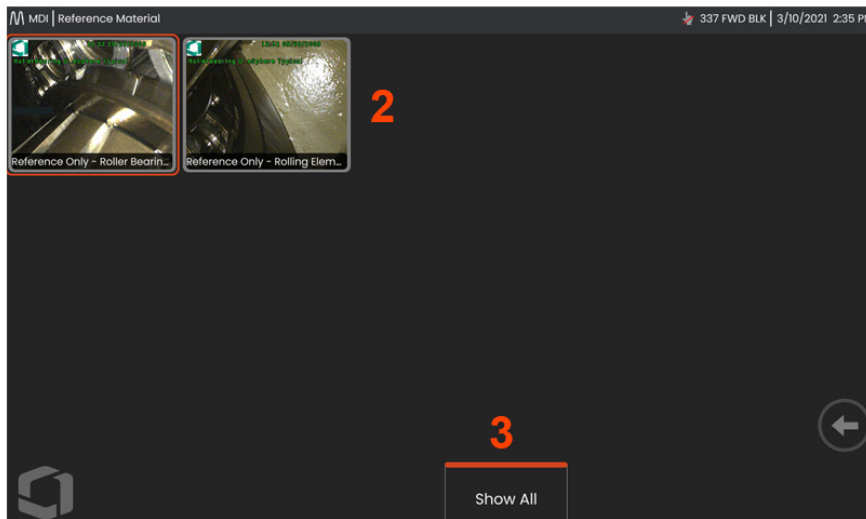 MDI | Reference Material
337 FWD BLK | 3/10/2021 2:35 PM
Reference Only - Roller Bearin...
Reference Only - Rolling Elem...
2
3
Show All